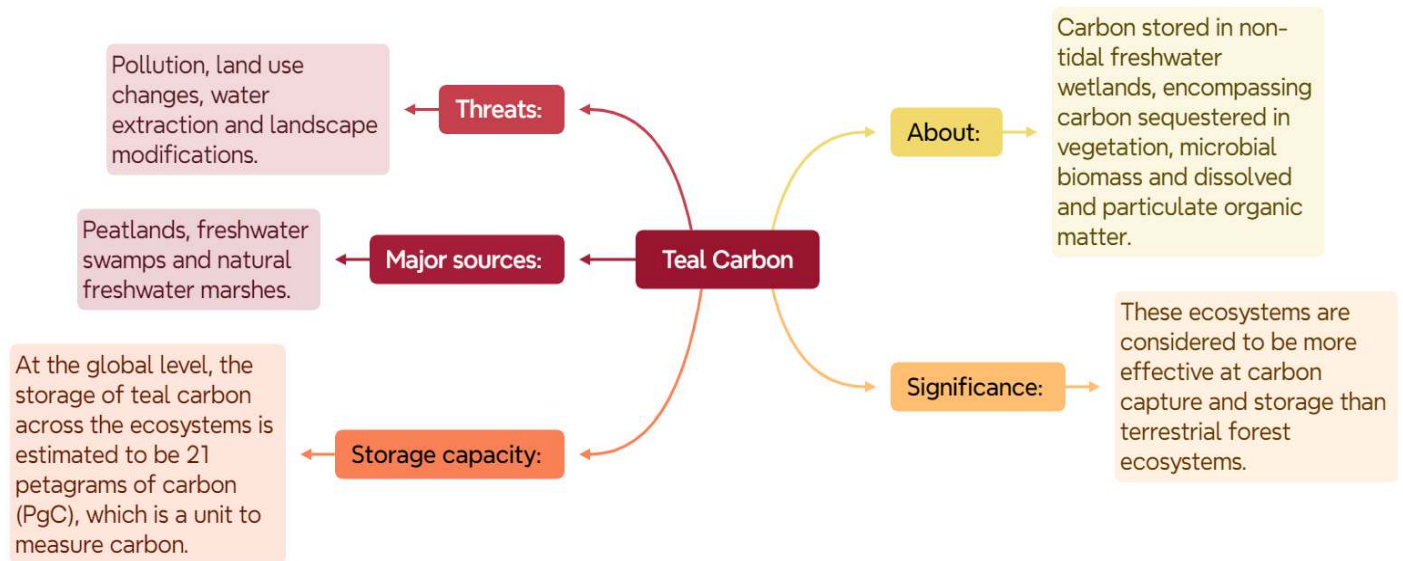 Teal Carbon
About:
Carbon stored in non-
tidal freshwater
wetlands, encompassing
carbon sequestered in
vegetation, microbial
biomass and dissolved
and particulate organic
matter.
Significance:
These ecosystems are
considered to be more
effective at carbon
capture and storage than
terrestrial forest
ecosystems.
Threats:
Pollution, land use
changes, water
extraction and landscape
modifications.
Major sources:
Peatlands, freshwater
swamps and natural
freshwater marshes.
Storage capacity:
At the global level, the
storage of teal carbon
across the ecosystems is
estimated to be 21
petagrams of carbon
(PgC), which is a unit to
measure carbon.